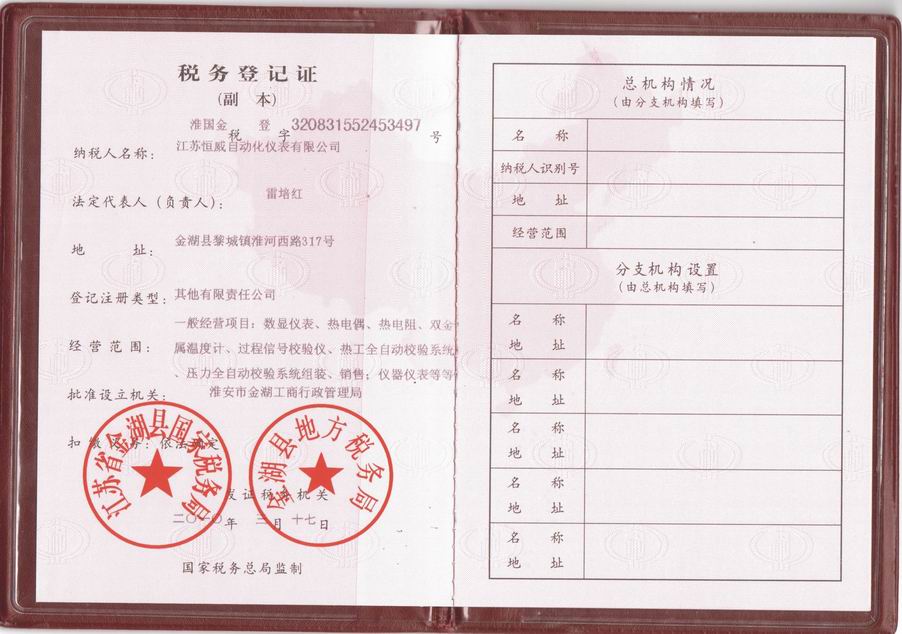 税务登记证
(副 本)
淮国金 登
税 字 320831552453497 号
纳税人名称: 江苏恒威自动化仪表有限公司
法定代表人(负责人): 雷培红
地 址: 金湖县黎城镇淮河西路317号
登记注册类型: 其他有限责任公司
一般经营项目: 数显仪表、热电偶、热电阻、双金
经营范围: 属温度计、过程信号校验仪、热工全自动校验系统
、压力全自动校验系统组装、销售; 仪器仪表等等
批准设立机关: 淮安市金湖工商行政管理局
扣缴义务: 依法确定
江苏省金湖县国家税务局
金湖县地方税务局
发证税务机关
二〇一〇年 三月 十七日
国家税务总局监制
总机构情况
(由分支机构填写)
名 称
纳税人识别号
地 址
经营范围
分支机构设置
(由总机构填写)
名 称
地 址
名 称
地 址
名 称
地 址
名 称
地 址
名 称
地 址